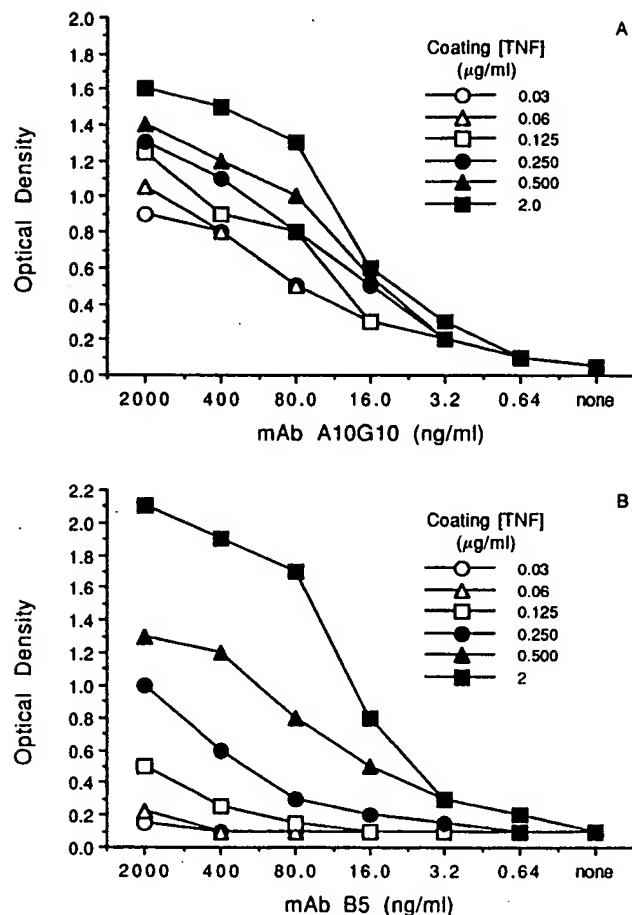 A
Coating [TNF]
(µg/ml)
0.03
0.06
0.125
0.250
0.500
2.0
Optical Density
1.8
1.6
1.4
1.2
1.0
0.8
0.6
0.4
0.2
0.0
2000 400 80.0 16.0 3.2 0.64 none
mAb A10G10 (ng/ml)
B
Coating [TNF]
(µg/ml)
0.03
0.06
0.125
0.250
0.500
2
Optical Density
2.2
2.0
1.8
1.6
1.4
1.2
1.0
0.8
0.6
0.4
0.2
0.0
2000 400 80.0 16.0 3.2 0.64 none
mAb B5 (ng/ml)